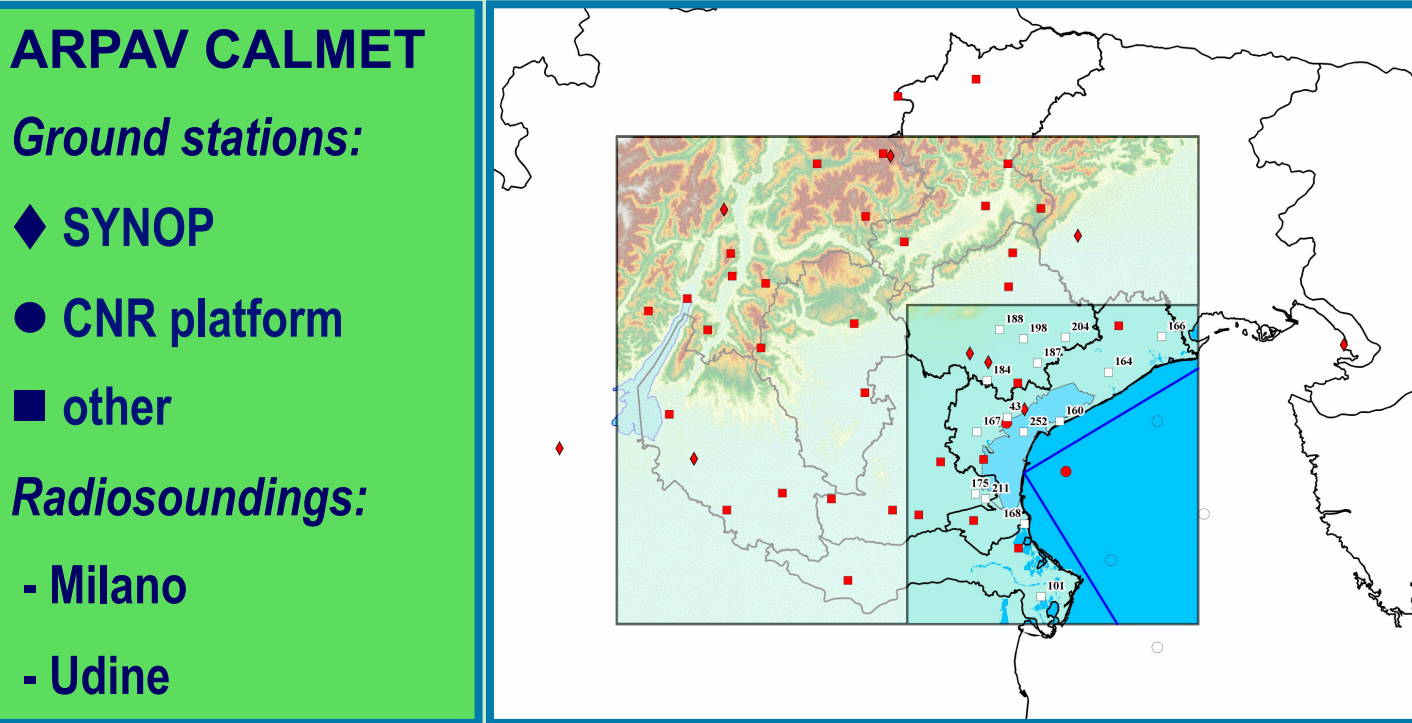 ARPAV CALMET
Ground stations:
SYNOP
CNR platform
other
Radiosoundings:
- Milano
- Udine
188
198
204
166
187
164
184
43
160
167
252
175
211
168
101